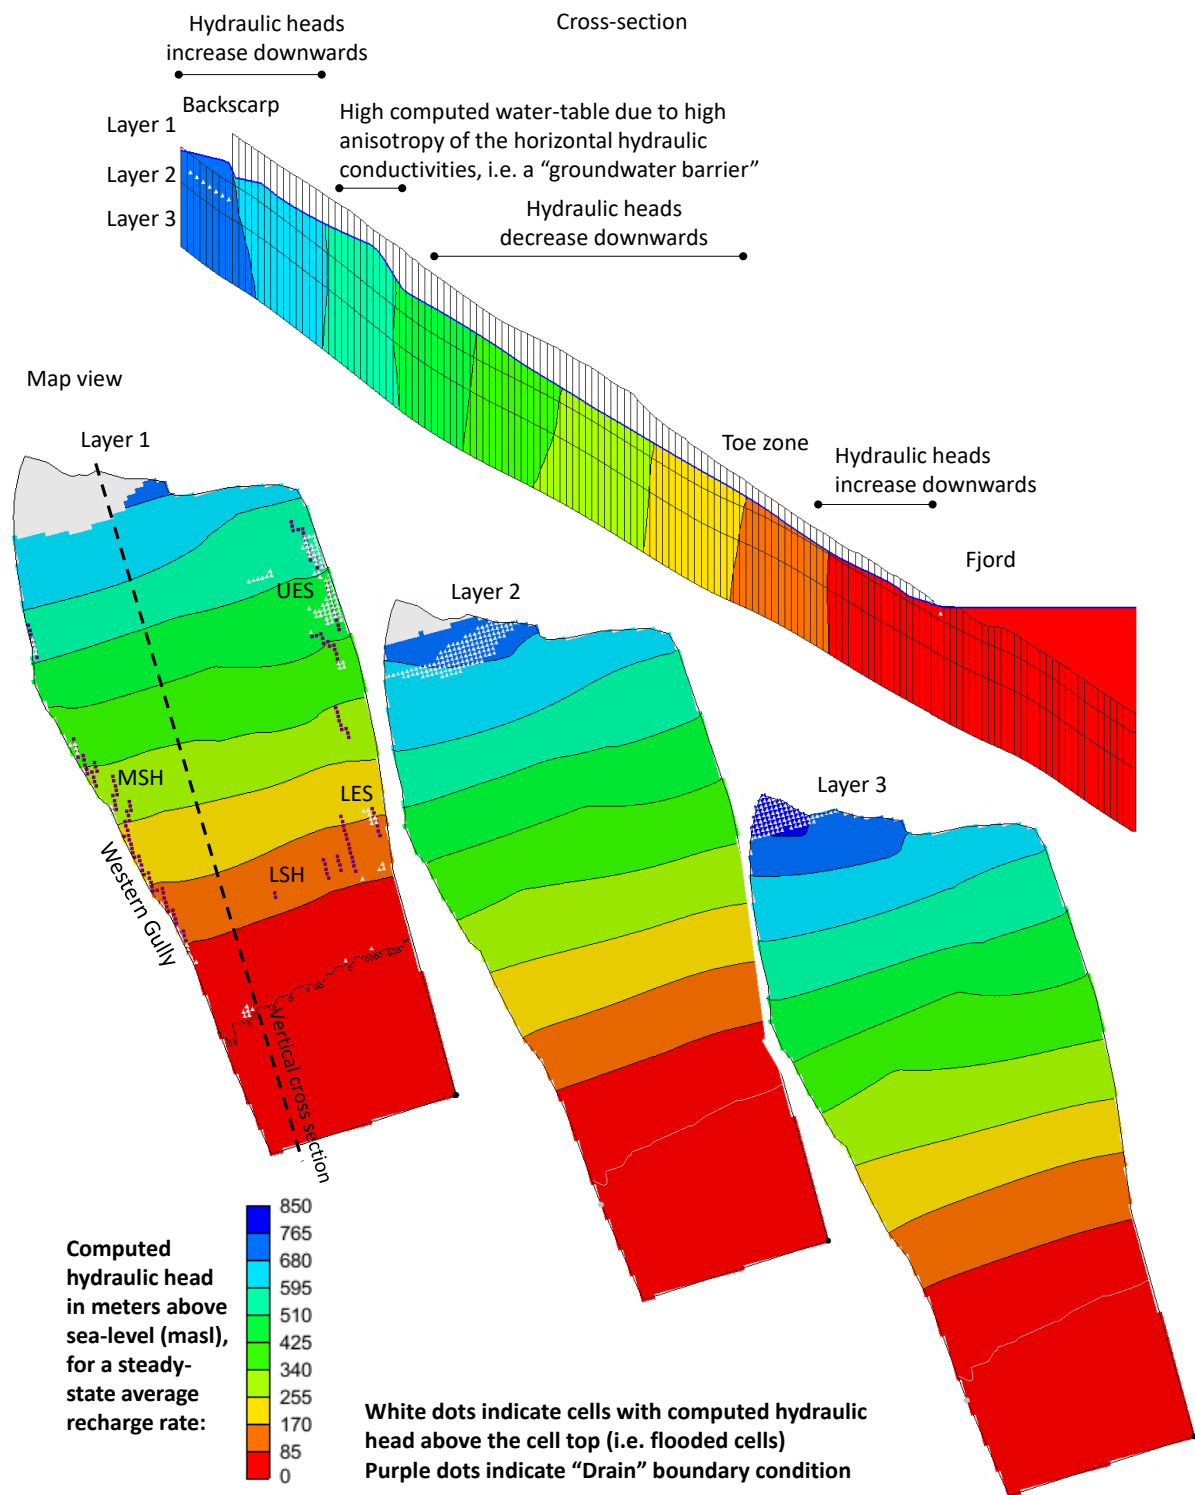 Cross-section
Hydraulic heads
increase downwards
Backscarp
Layer 1
Layer 2
Layer 3
High computed water-table due to high
anisotropy of the horizontal hydraulic
conductivities, i.e. a “groundwater barrier”
Hydraulic heads
decrease downwards
Toe zone
Hydraulic heads
increase downwards
Fjord
Map view
Layer 1
UES
MSH
LES
LSH
Western Gully
Vertical cross section
Layer 2
Layer 3
Computed
hydraulic head
in meters above
sea-level (masl),
for a steady-
state average
recharge rate:
850
765
680
595
510
425
340
255
170
85
0
White dots indicate cells with computed hydraulic
head above the cell top (i.e. flooded cells)
Purple dots indicate “Drain” boundary condition